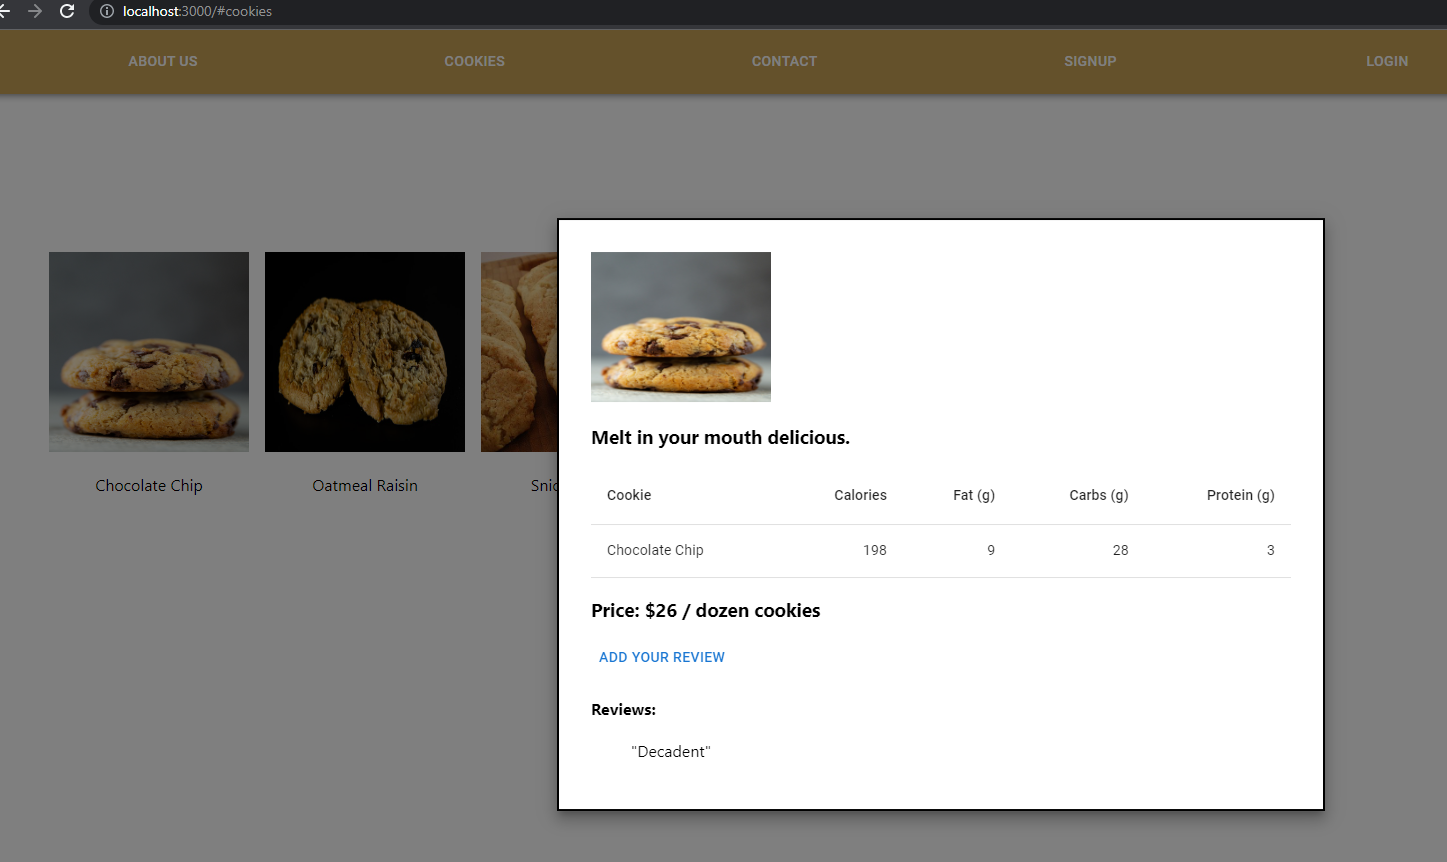 localhost:3000/#cookies
ABOUT US COOKIES CONTACT SIGNUP LOGIN
Chocolate Chip Oatmeal Raisin
Melt in your mouth delicious.
Cookie Calories Fat (g) Carbs (g) Protein (g)
Chocolate Chip 198 9 28 3
Price: $26 / dozen cookies
ADD YOUR REVIEW
Reviews:
"Decadent"